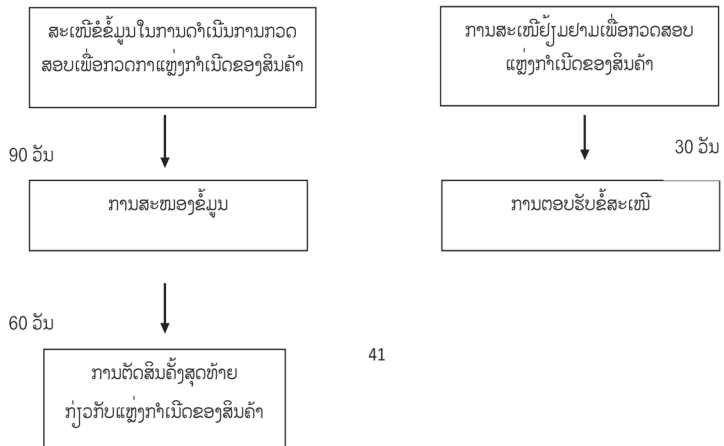 ສະເໜີຂໍຂໍ້ມູນໃນການດຳເນີນການກວດ
ສອບເພື່ອກວດກາແຫຼ່ງກຳເນີດຂອງສິນຄ້າ
90 ວັນ
ການສະໜອງຂໍ້ມູນ
60 ວັນ
ການຕັດສິນຄັ້ງສຸດທ້າຍ
ກ່ຽວກັບແຫຼ່ງກຳເນີດຂອງສິນຄ້າ
ການສະເໜີຢ້ຽມຢາມເພື່ອກວດສອບ
ແຫຼ່ງກຳເນີດຂອງສິນຄ້າ
30 ວັນ
ການຕອບຮັບຂໍ້ສະເໜີ
41